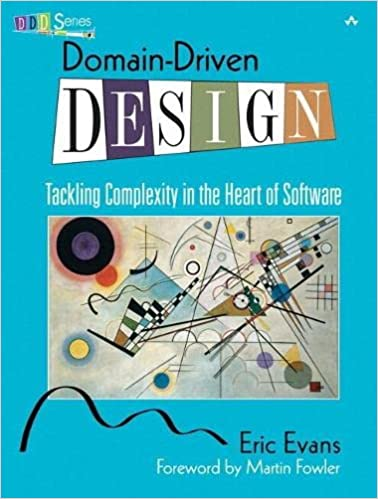 DDD Series
Domain-Driven
DESIGN
Tackling Complexity in the Heart of Software
Eric Evans
Foreword by Martin Fowler